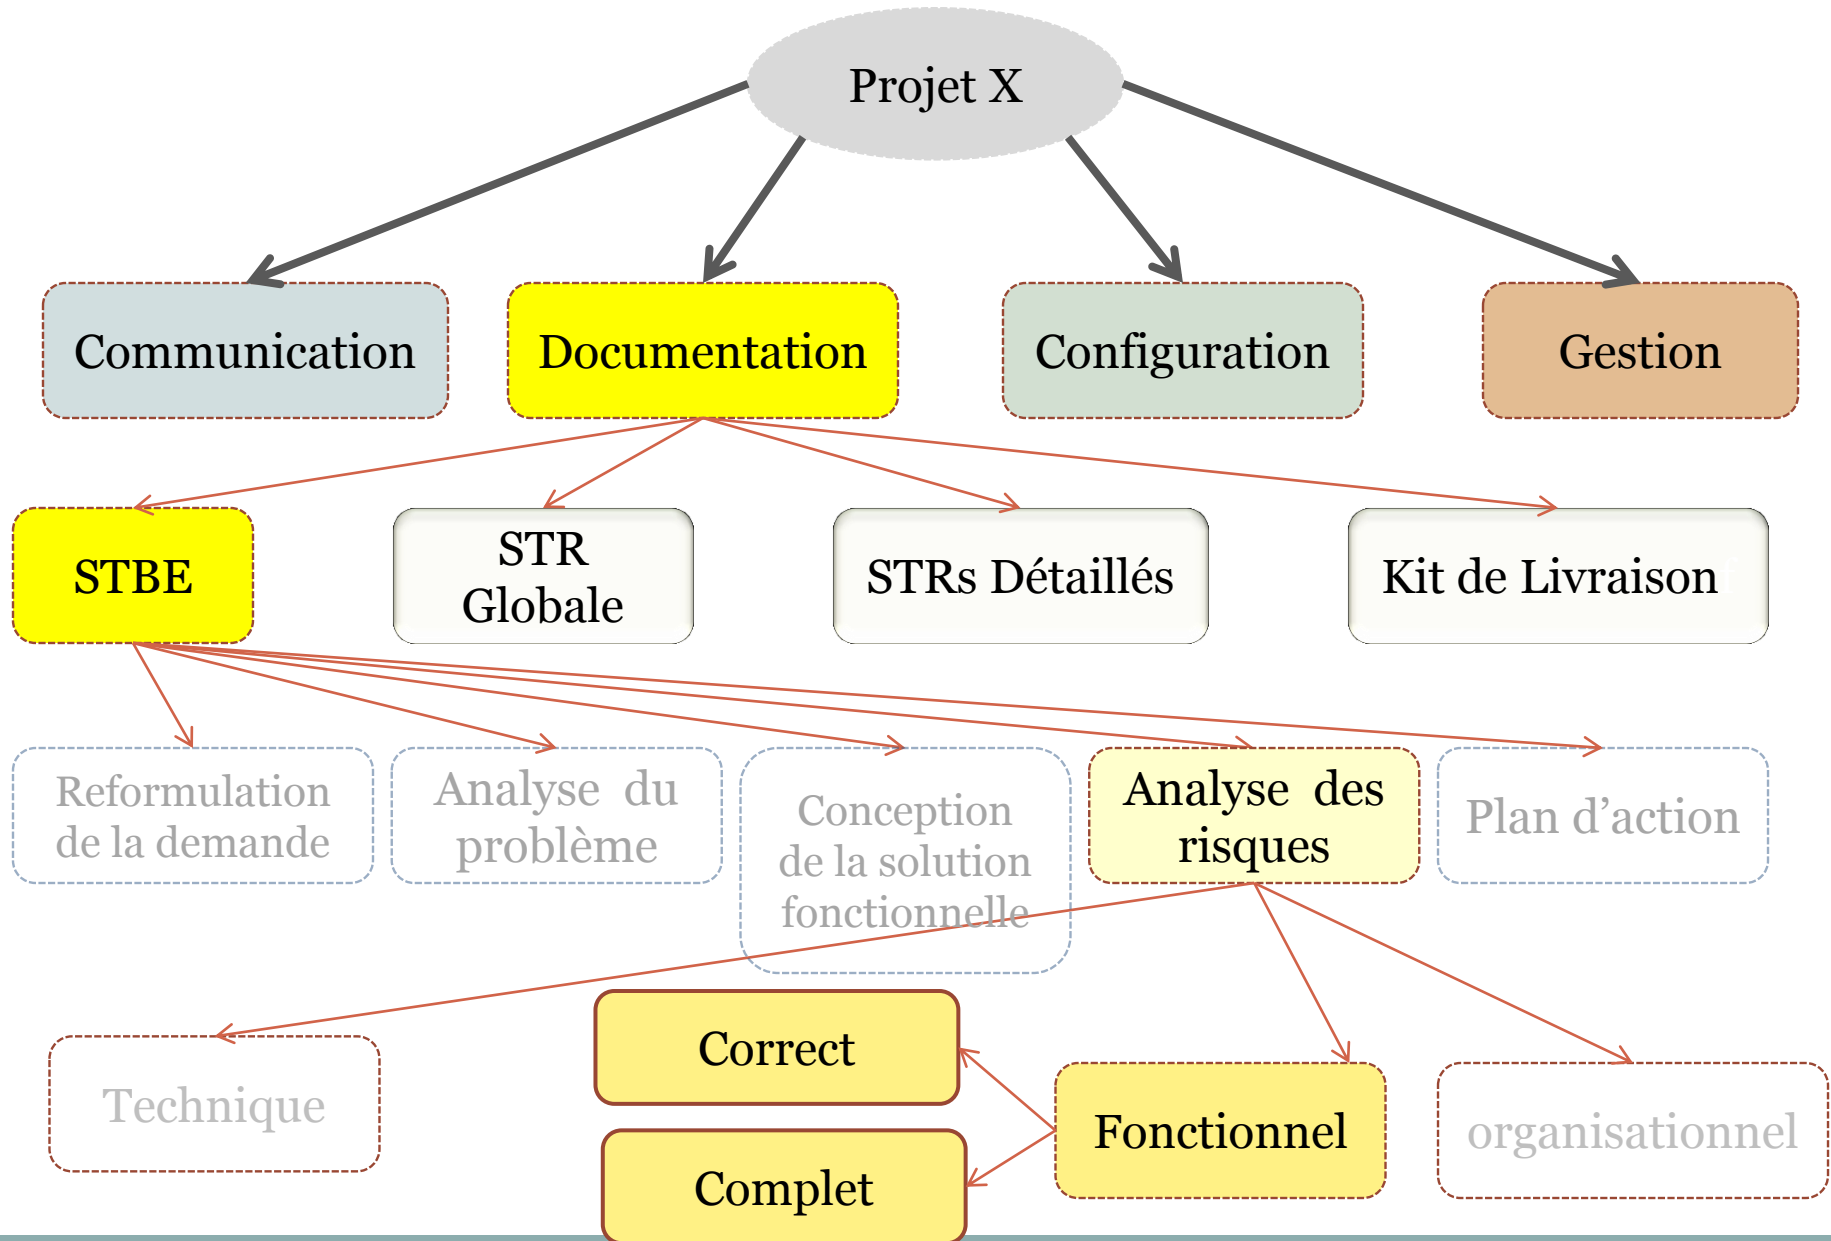 Projet X
Communication
Documentation
Configuration
Gestion
STBE
STR
Globale
STRs Détaillés
Kit de Livraison
Reformulation
de la demande
Analyse du
problème
Conception
de la solution
fonctionnelle
Analyse des
risques
Plan d’action
Technique
Correct
Complet
Fonctionnel
organisationnel